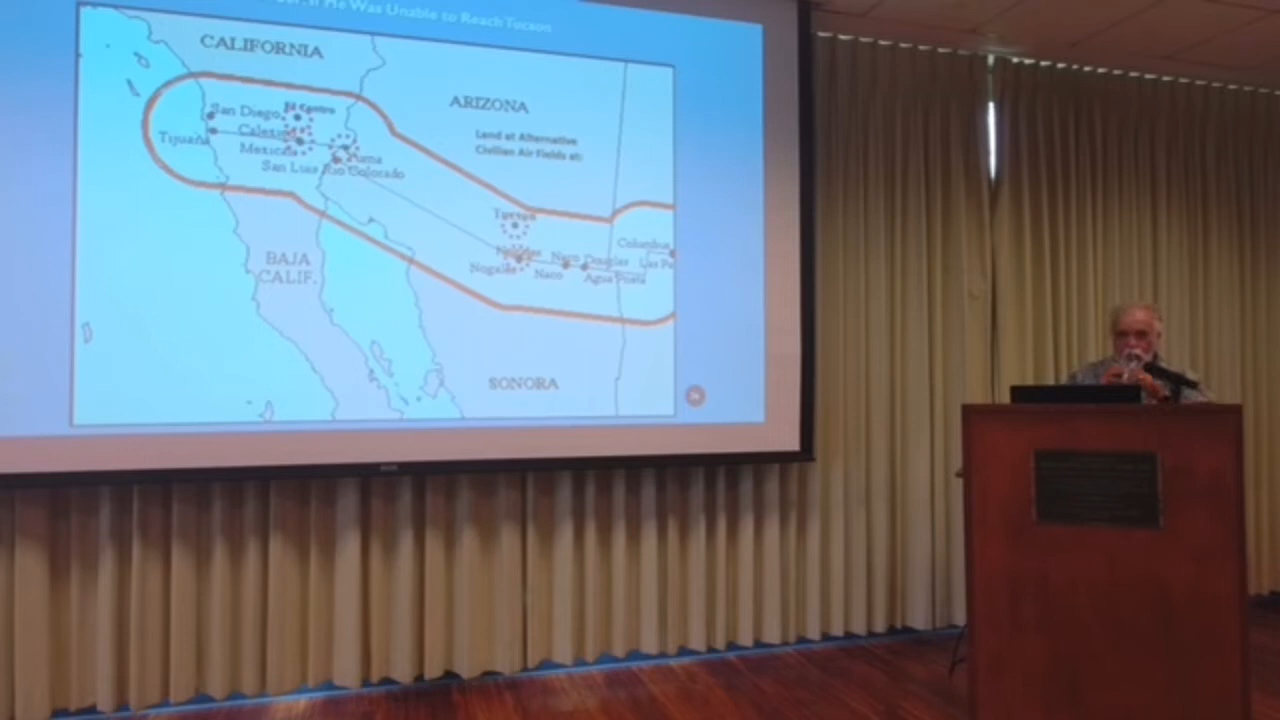 If He Was Unable to Reach Tucson
CALIFORNIA
ARIZONA
San Diego
El Centro
Land at Alternative
Civilian Air Fields at:
Tijuana
Calexico
Mexicali
Yuma
San Luis Rio Colorado
Tucson
Columbus
Nogales
Naco
Douglas
Nogales
Naco
Agua Prieta
BAJA
CALIF.
SONORA